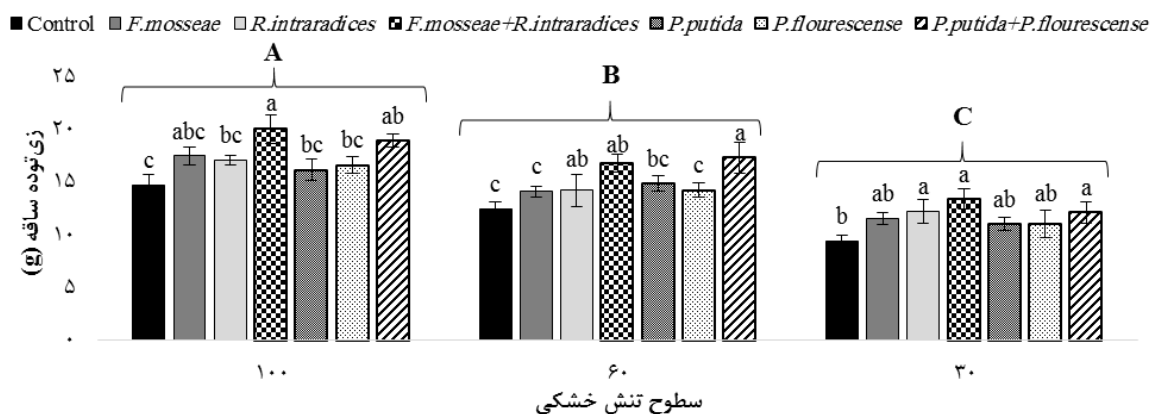 Control F.mosseae R.intraradices F.mosseae+R.intraradices P.putida P.flourescense P.putida+P.flourescense
A
B
C
زی‌توده ساقه (g)
۲۵
۲۰
۱۵
۱۰
۵
۰
c abc bc a bc bc ab
c c ab ab bc c a
b ab a a ab ab a
۱۰۰ ۶۰ ۳۰
سطوح تنش خشکی